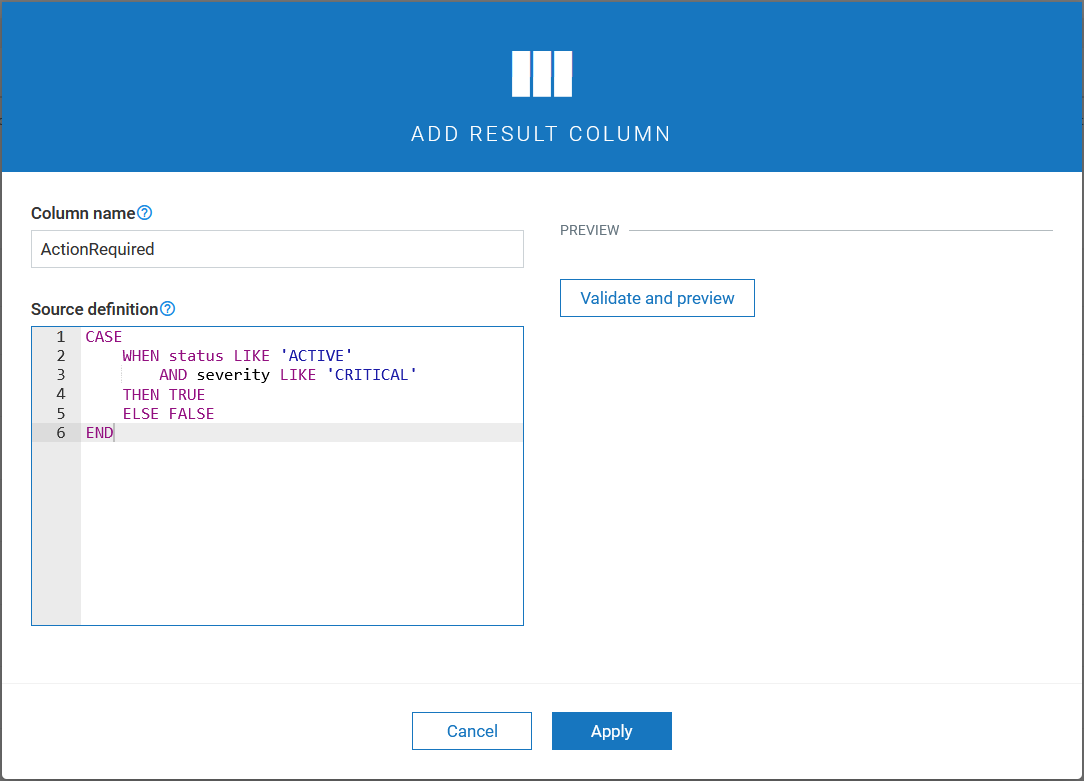 ADD RESULT COLUMN
Column name
ActionRequired
Source definition
1 CASE
2     WHEN status LIKE 'ACTIVE'
3         AND severity LIKE 'CRITICAL'
4     THEN TRUE
5     ELSE FALSE
6 END
PREVIEW
Validate and preview
Cancel
Apply